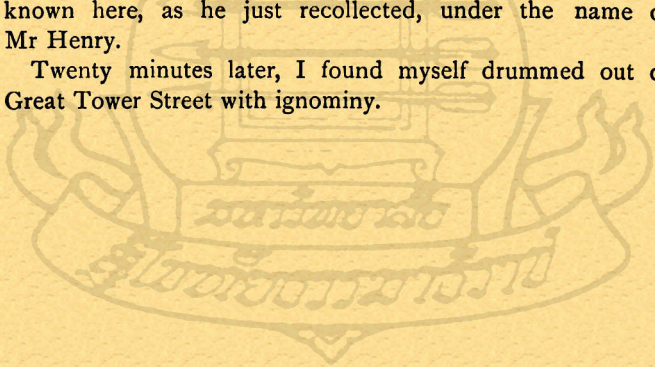 known here, as he just recollected, under the name
Mr Henry.
Twenty minutes later, I found myself drummed out
Great Tower Street with ignominy.